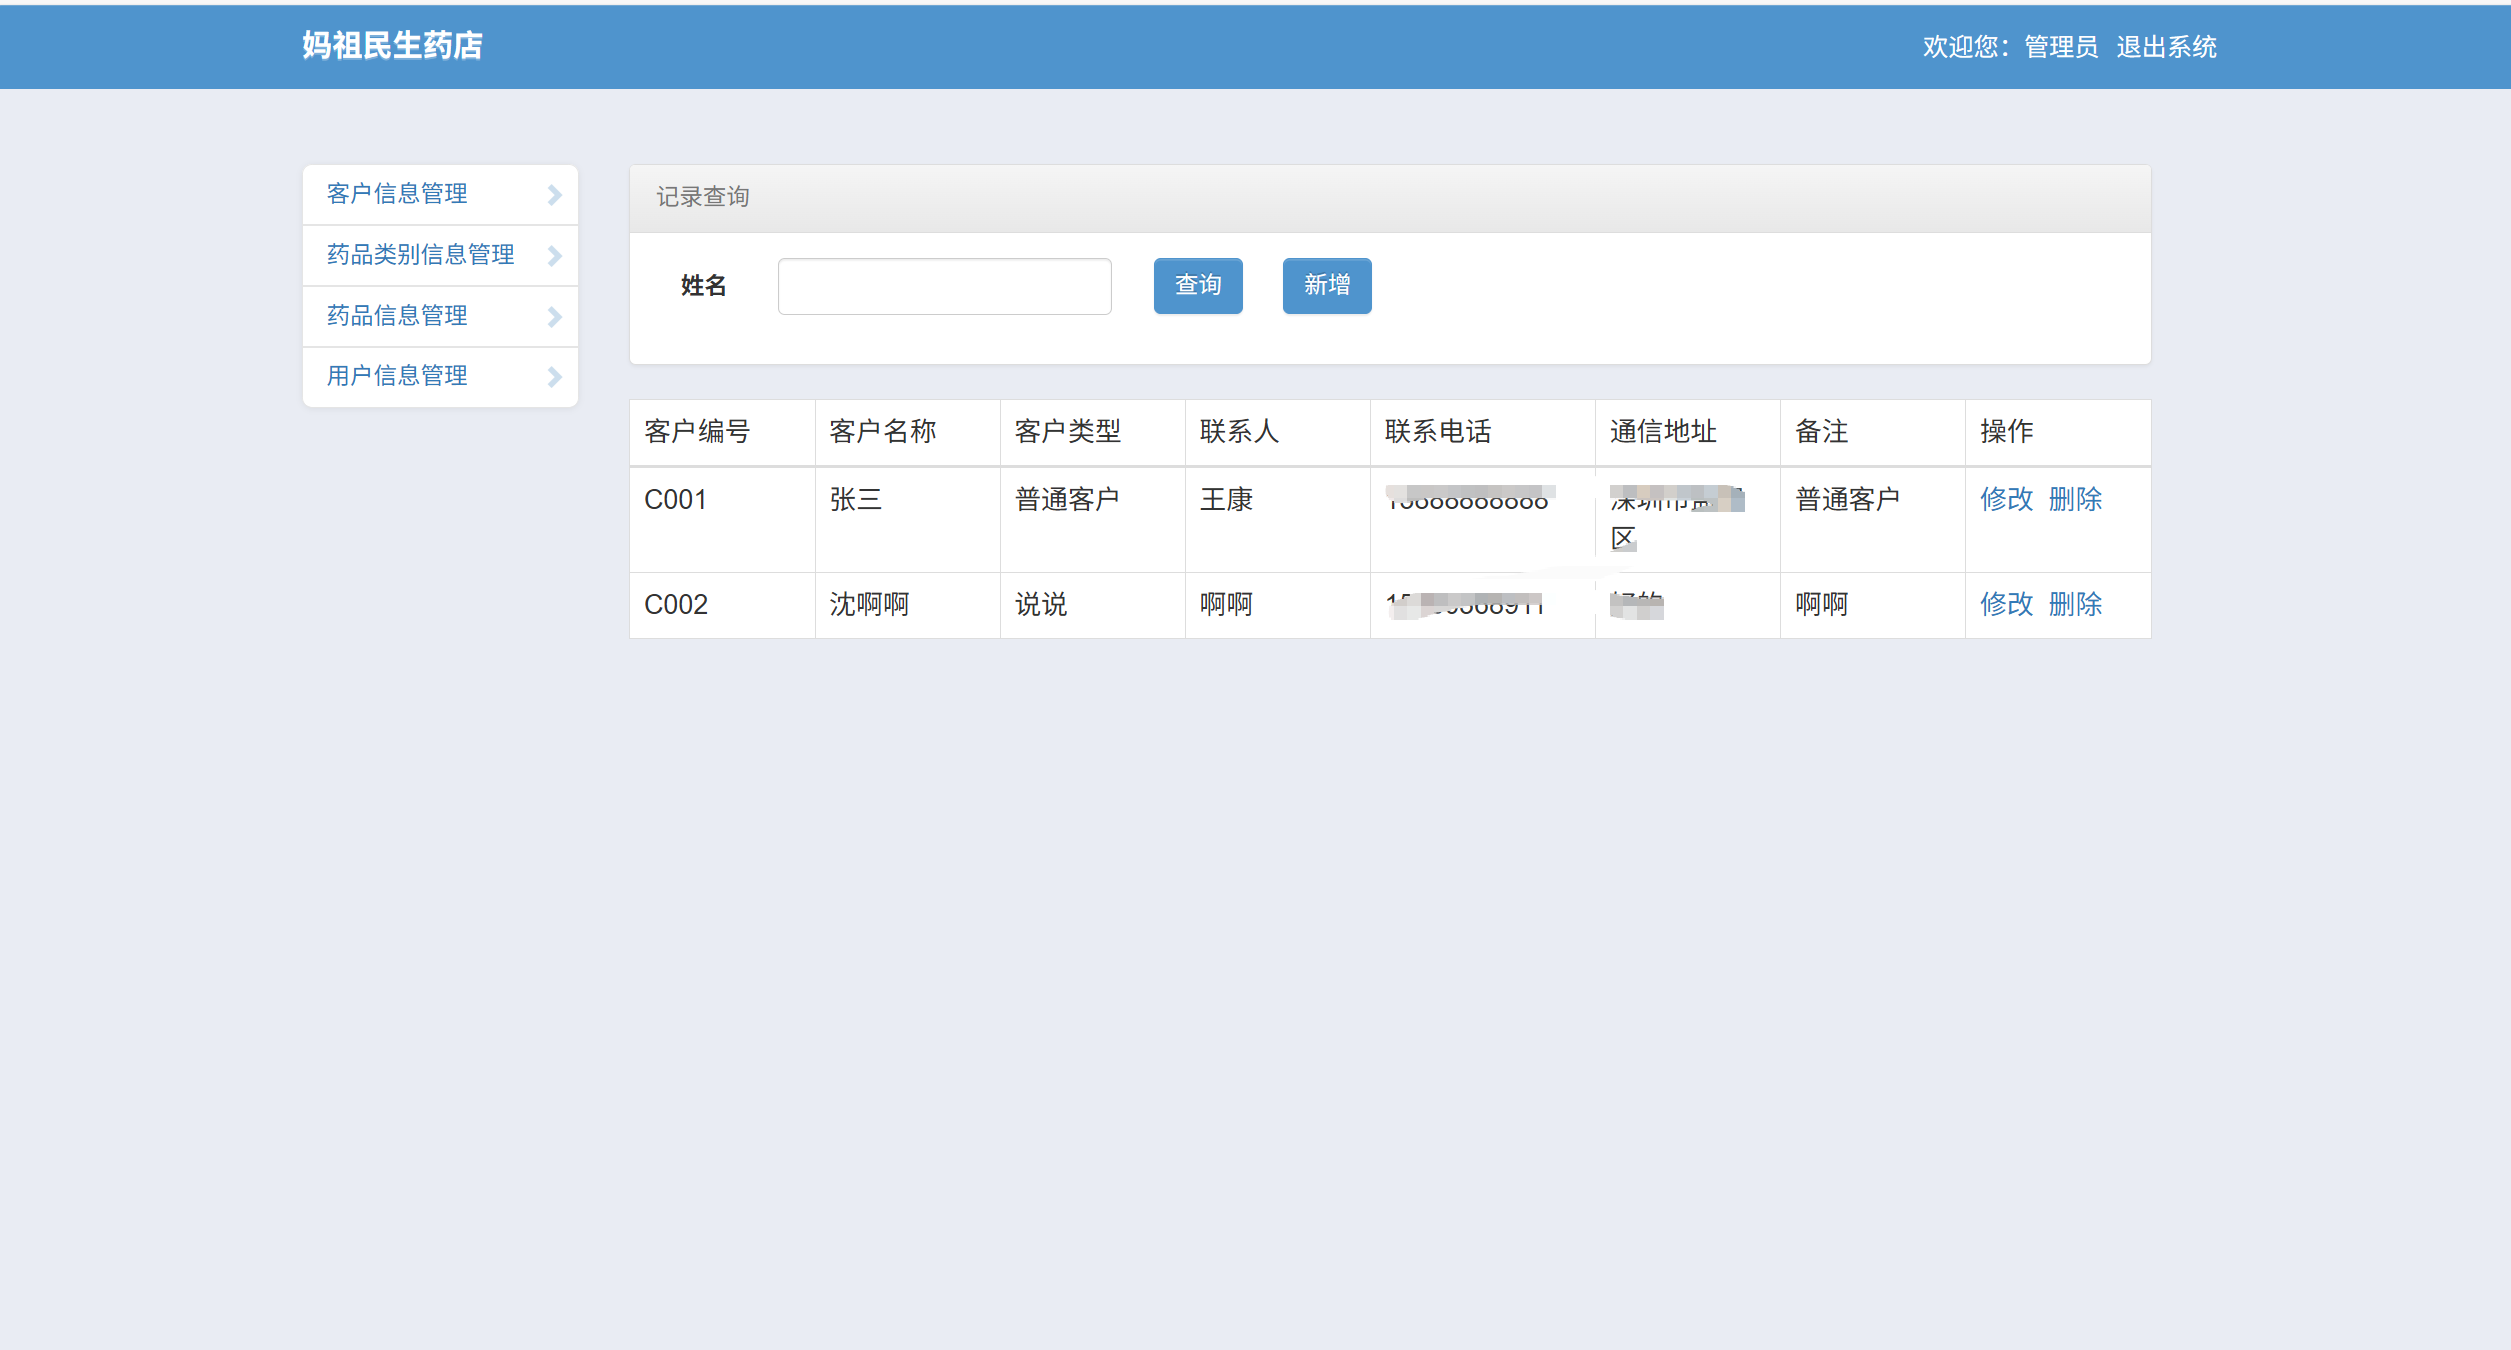 妈祖民生药店
欢迎您：管理员 退出系统
客户信息管理
药品类别信息管理
药品信息管理
用户信息管理
记录查询
姓名
查询 新增
客户编号 客户名称 客户类型 联系人 联系电话 通信地址 备注 操作
C001 张三 普通客户 王康 普通客户 修改 删除
区
C002 沈啊啊 说说 啊啊 啊啊 修改 删除